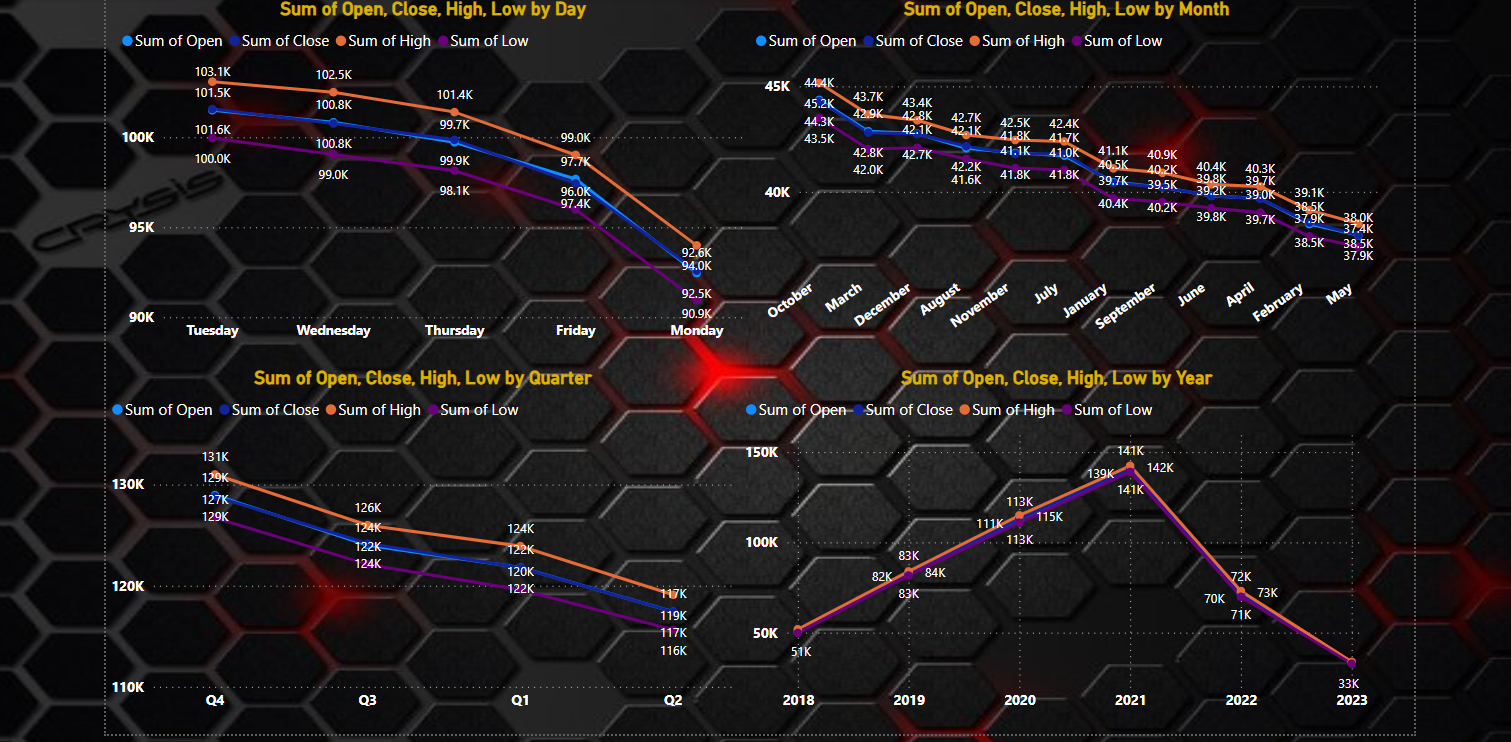 Sum of Open, Close, High, Low by Day
Sum of Open Sum of Close Sum of High Sum of Low
103.1K
102.5K
101.4K
101.5K
100.8K
99.7K
99.0K
97.7K
100K
101.6K
100.8K
99.9K
96.0K
97.4K
100.0K
99.0K
98.1K
95K
92.6K
94.0K
92.5K
90.9K
90K
Tuesday Wednesday Thursday Friday Monday
Sum of Open, Close, High, Low by Month
Sum of Open Sum of Close Sum of High Sum of Low
45K
44.4K
43.7K
43.4K
42.7K
42.5K
42.4K
41.1K
40.9K
40.4K
40.3K
39.1K
38.0K
45.2K
42.9K
42.8K
42.1K
41.8K
41.7K
40.5K
40.2K
39.8K
39.7K
38.5K
37.4K
44.3K
42.1K
41.1K
41.0K
39.7K
39.5K
39.2K
39.0K
37.9K
38.5K
43.5K
42.8K
42.7K
42.2K
41.8K
41.8K
40.4K
40.2K
39.8K
39.7K
38.5K
37.9K
42.0K
41.6K
40K
October March December August November July January September June April February May
CRYSIS
Sum of Open, Close, High, Low by Quarter
Sum of Open Sum of Close Sum of High Sum of Low
131K
129K
127K
129K
130K
126K
124K
122K
124K
124K
122K
120K
122K
120K
117K
119K
117K
116K
110K
Q4 Q3 Q1 Q2
Sum of Open, Close, High, Low by Year
Sum of Open Sum of Close Sum of High Sum of Low
150K
141K
139K 142K
141K
113K
111K 115K
113K
100K
83K
82K 84K
83K
72K
70K 73K
71K
50K
51K
33K
2018 2019 2020 2021 2022 2023